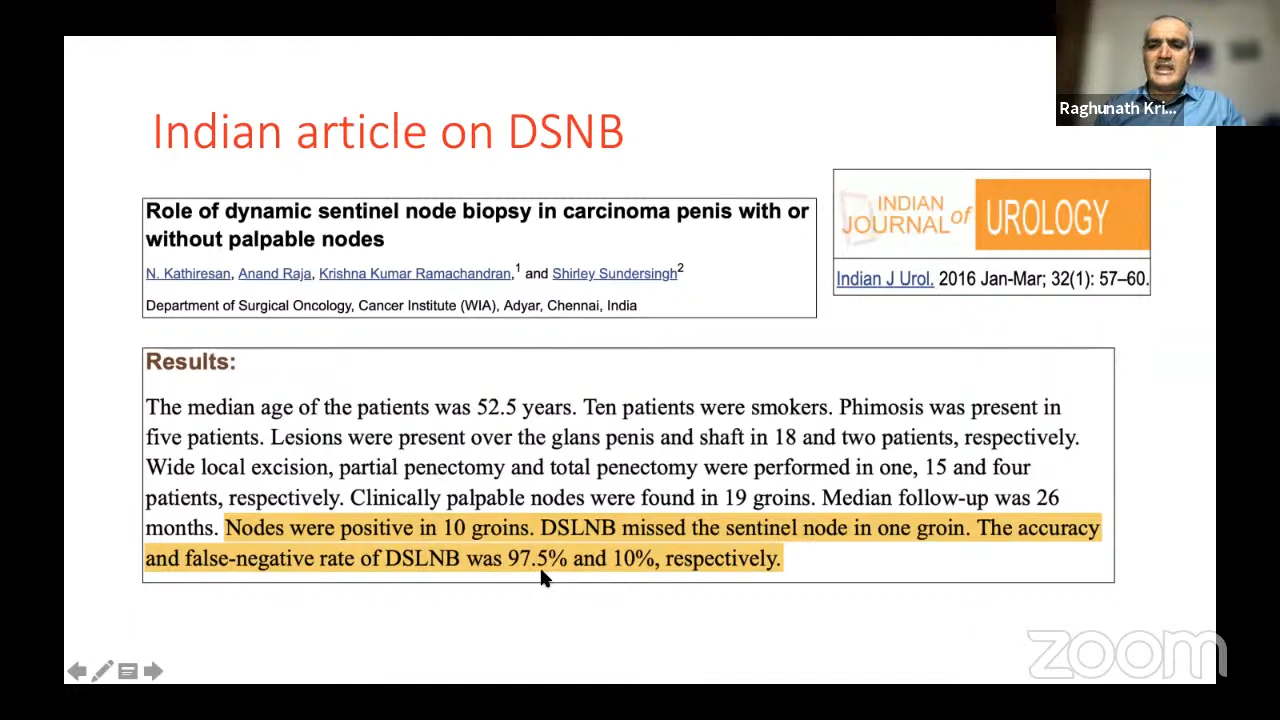 Raghunath Kri...
Indian article on DSNB
Role of dynamic sentinel node biopsy in carcinoma penis with or
without palpable nodes
N. Kathiresan, Anand Raja, Krishna Kumar Ramachandran,1 and Shirley Sundersingh2
Department of Surgical Oncology, Cancer Institute (WIA), Adyar, Chennai, India
INDIAN
JOURNAL of UROLOGY
Indian J Urol. 2016 Jan-Mar; 32(1): 57–60.
Results:
The median age of the patients was 52.5 years. Ten patients were smokers. Phimosis was present in
five patients. Lesions were present over the glans penis and shaft in 18 and two patients, respectively.
Wide local excision, partial penectomy and total penectomy were performed in one, 15 and four
patients, respectively. Clinically palpable nodes were found in 19 groins. Median follow-up was 26
months. Nodes were positive in 10 groins. DSLNB missed the sentinel node in one groin. The accuracy
and false-negative rate of DSLNB was 97.5% and 10%, respectively.
zoom